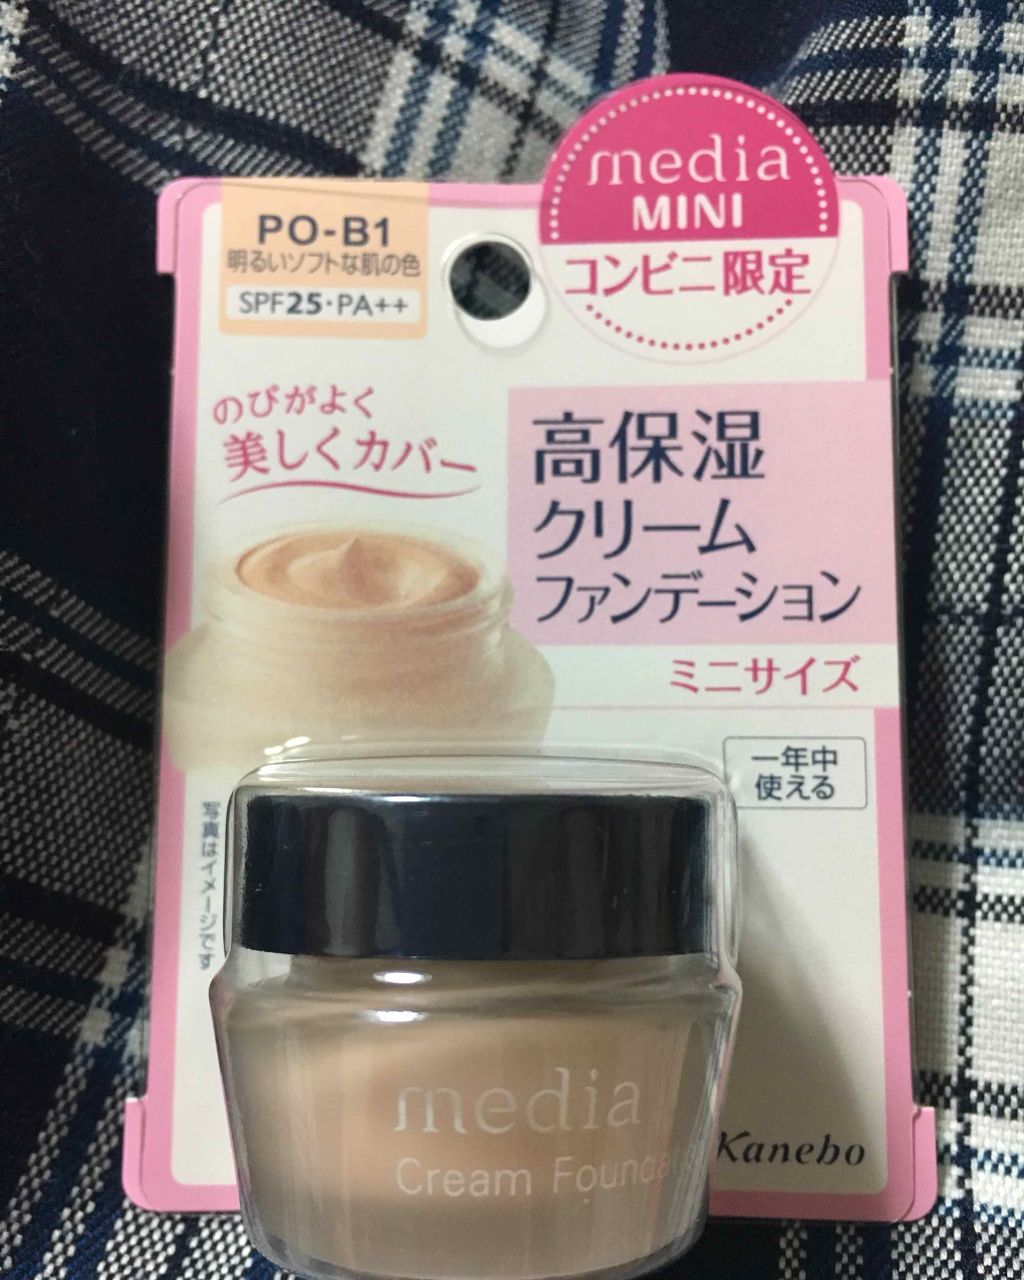 media
MINI
コンビニ限定
PO-B1
明るいソフトな肌の色
SPF25・PA++
のびがよく
美しくカバー
高保湿
クリーム
ファンデーション
ミニサイズ
一年中
使える
写真はイメージです
media
Cream
Kanebo